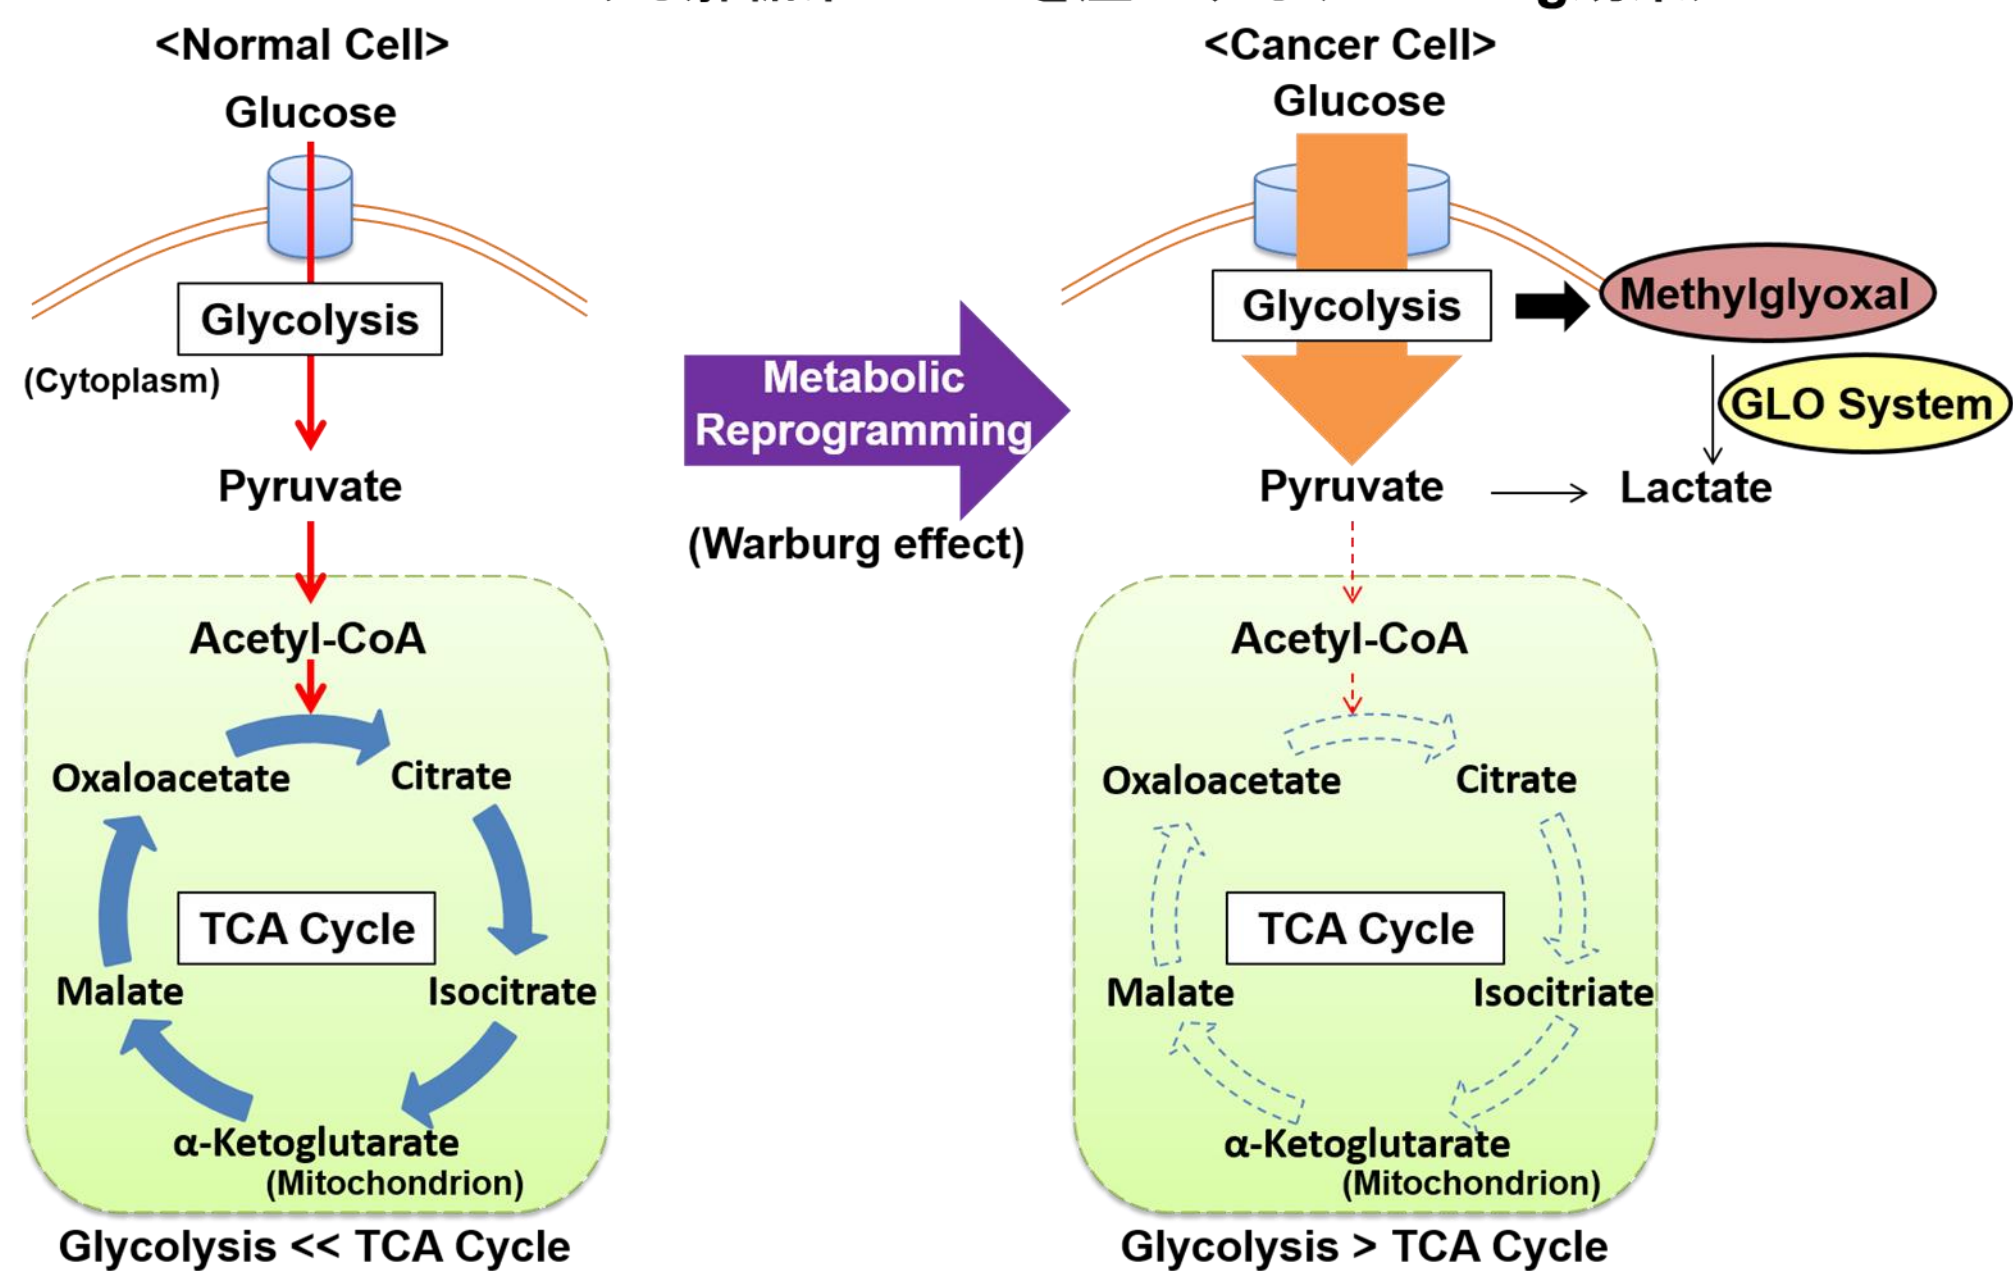 <Normal Cell>
Glucose
Glycolysis
(Cytoplasm)
Pyruvate
Acetyl-CoA
Oxaloacetate
Citrate
TCA Cycle
Malate
Isocitrate
α-Ketoglutarate
(Mitochondrion)
Glycolysis << TCA Cycle
Metabolic
Reprogramming
(Warburg effect)
<Cancer Cell>
Glucose
Glycolysis
Methylglyoxal
GLO System
Pyruvate
Lactate
Acetyl-CoA
Oxaloacetate
Citrate
TCA Cycle
Malate
Isocitriate
α-Ketoglutarate
(Mitochondrion)
Glycolysis > TCA Cycle